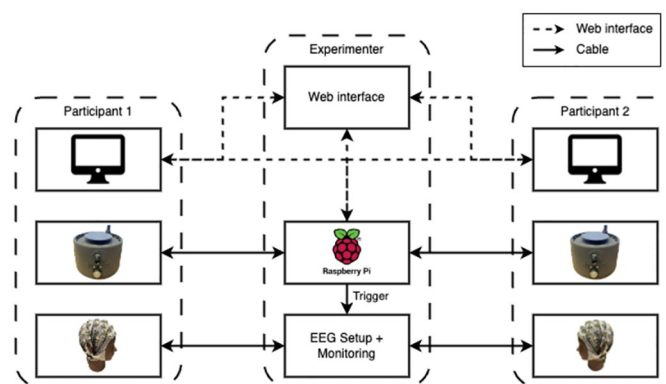 Web interface
Cable
Experimenter
Web interface
Participant 1
Participant 2
Raspberry Pi
Trigger
EEG Setup +
Monitoring